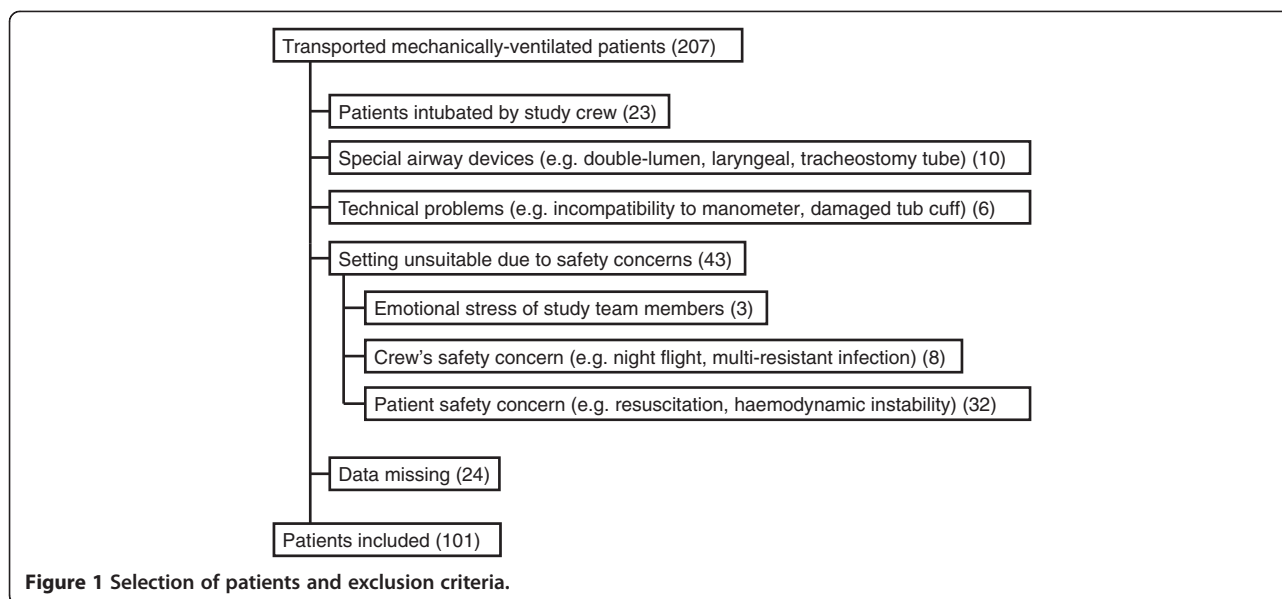 Transported mechanically-ventilated patients (207)
Patients intubated by study crew (23)
Special airway devices (e.g. double-lumen, laryngeal, tracheostomy tube) (10)
Technical problems (e.g. incompatibility to manometer, damaged tub cuff) (6)
Setting unsuitable due to safety concerns (43)
Emotional stress of study team members (3)
Crew's safety concern (e.g. night flight, multi-resistant infection) (8)
Patient safety concern (e.g. resuscitation, haemodynamic instability) (32)
Data missing (24)
Patients included (101)
Figure 1 Selection of patients and exclusion criteria.